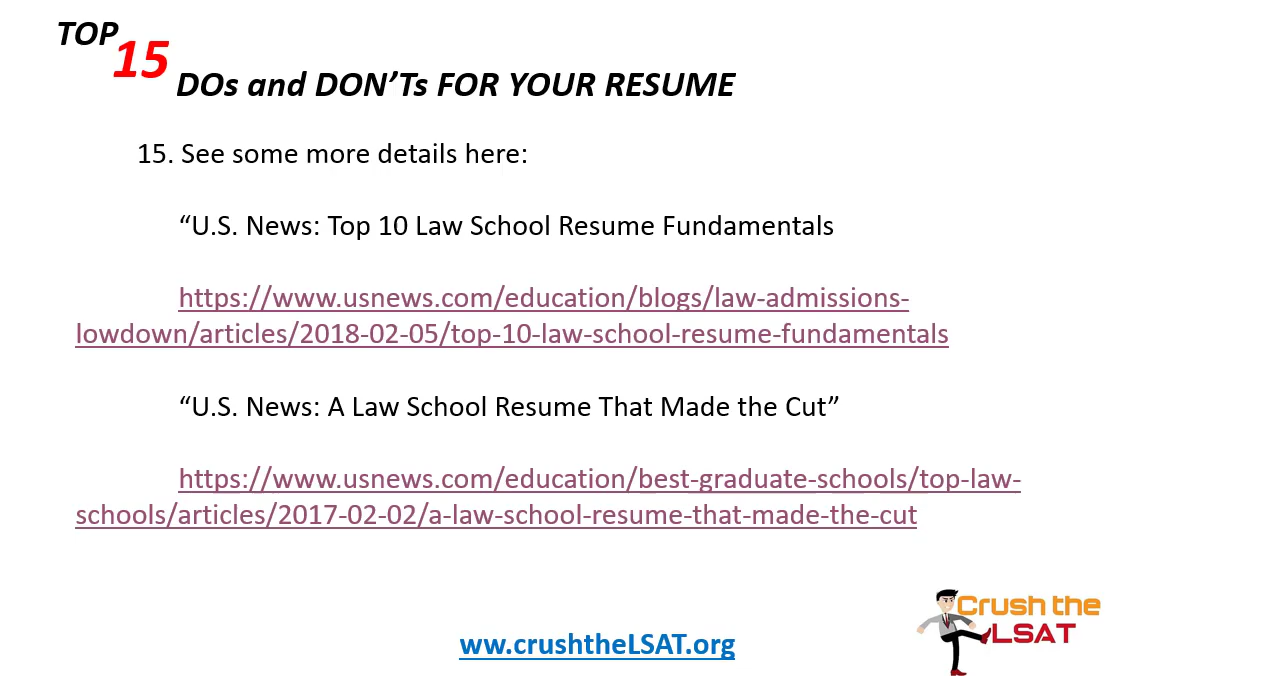 TOP
15
DOs and DON’Ts FOR YOUR RESUME
15. See some more details here:
“U.S. News: Top 10 Law School Resume Fundamentals
https://www.usnews.com/education/blogs/law-admissions-
lowdown/articles/2018-02-05/top-10-law-school-resume-fundamentals
“U.S. News: A Law School Resume That Made the Cut”
https://www.usnews.com/education/best-graduate-schools/top-law-
schools/articles/2017-02-02/a-law-school-resume-that-made-the-cut
Crush the
LSAT
ww.crushtheLSAT.org